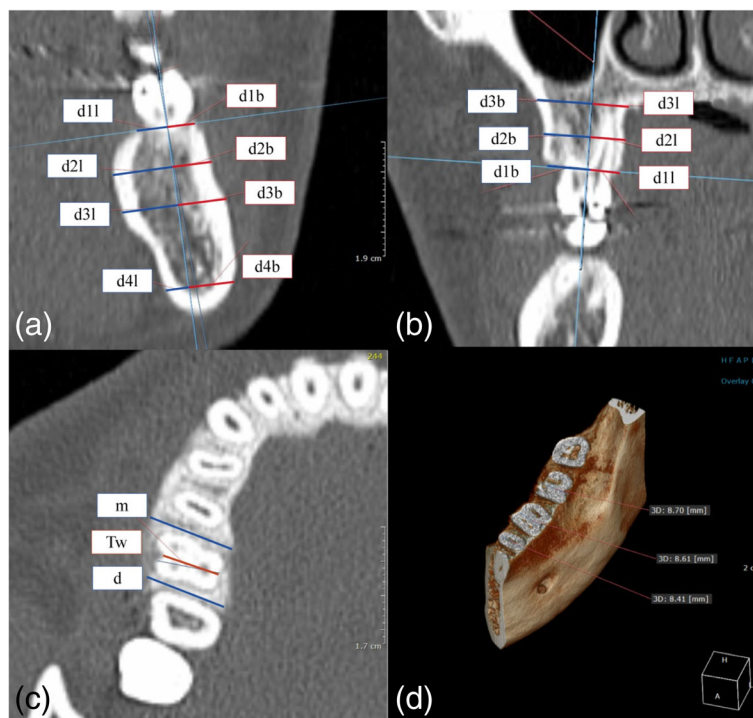 d1l
d1b
d2l
d2b
d3l
d3b
d4l
d4b
1.9 cm
(a)
d3b
d3l
d2b
d2l
d1b
d1l
(b)
244
m
Tw
d
1.7 cm
(c)
H F A P
Overlay
3D: 8.70 [mm]
3D: 8.61 [mm]
2 c
3D: 8.41 [mm]
H
A
(d)